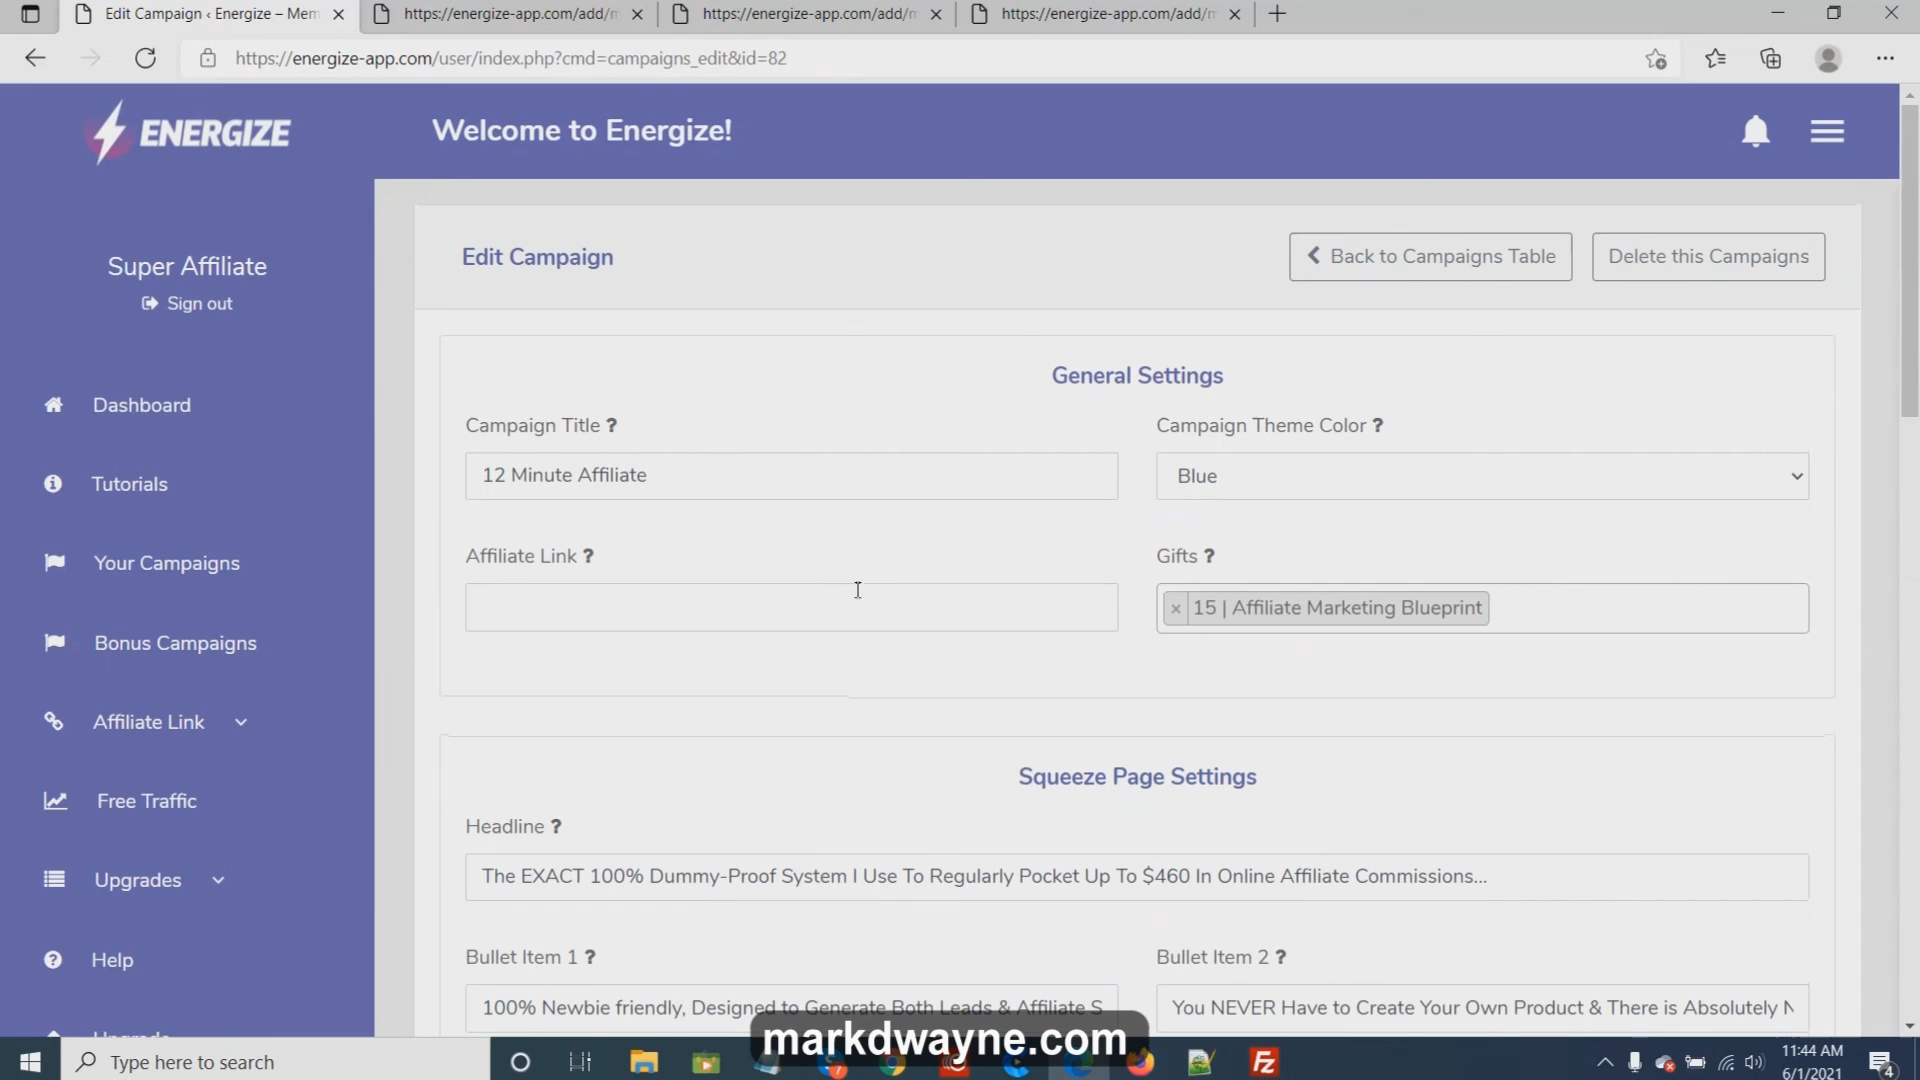 Edit Campaign ‹ Energize – Mem
https://energize-app.com/add/m
https://energize-app.com/add/m
https://energize-app.com/add/m
https://energize-app.com/user/index.php?cmd=campaigns_edit&id=82
ENERGIZE
Welcome to Energize!
Super Affiliate
Sign out
Dashboard
Tutorials
Your Campaigns
Bonus Campaigns
Affiliate Link
Free Traffic
Upgrades
Help
Edit Campaign
Back to Campaigns Table
Delete this Campaigns
General Settings
Campaign Title ?
Campaign Theme Color ?
12 Minute Affiliate
Blue
Affiliate Link ?
Gifts ?
× 15 | Affiliate Marketing Blueprint
Squeeze Page Settings
Headline ?
The EXACT 100% Dummy-Proof System I Use To Regularly Pocket Up To $460 In Online Affiliate Commissions...
Bullet Item 1 ?
Bullet Item 2 ?
100% Newbie friendly, Designed to Generate Both Leads & Affiliate S
You NEVER Have to Create Your Own Product & There is Absolutely N
markdwayne.com
Type here to search
7
11:44 AM
6/1/2021
4